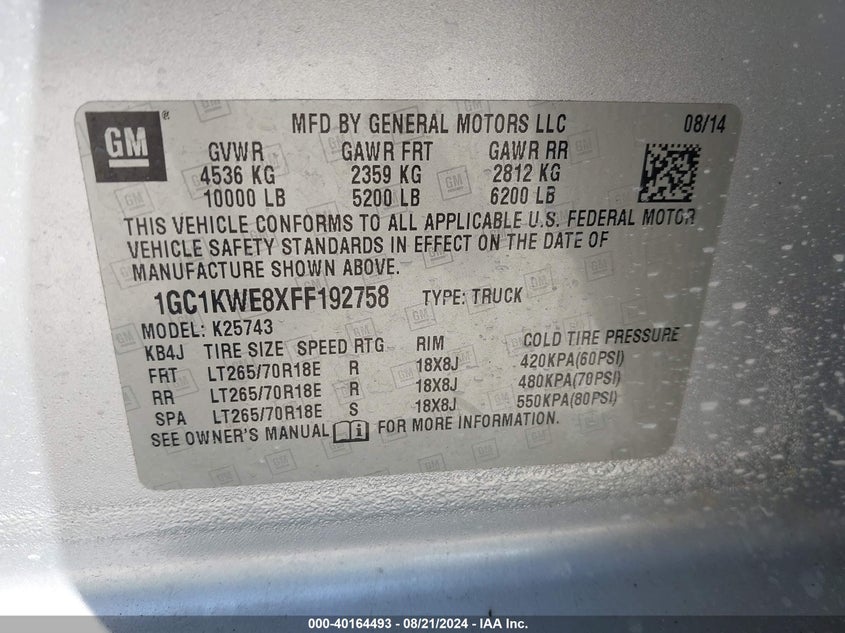 GM ® MFD BY GENERAL MOTORS LLC 08/14
GVWR GAWR FRT GAWR RR
4536 KG 2359 KG 2812 KG
10000 LB 5200 LB 6200 LB
THIS VEHICLE CONFORMS TO ALL APPLICABLE U.S. FEDERAL MOTOR
VEHICLE SAFETY STANDARDS IN EFFECT ON THE DATE OF
MANUFACTURE SHOWN ABOVE.
1GC1KWE8XFF192758 TYPE: TRUCK
MODEL: K25743
KB4J TIRE SIZE SPEED RTG RIM COLD TIRE PRESSURE
FRT LT265/70R18E R 18X8J 420KPA(60PSI)
RR LT265/70R18E R 18X8J 480KPA(70PSI)
SPA LT265/70R18E S 18X8J 550KPA(80PSI)
SEE OWNER'S MANUAL FOR MORE INFORMATION.
000-40164493 - 08/21/2024 - IAA Inc.